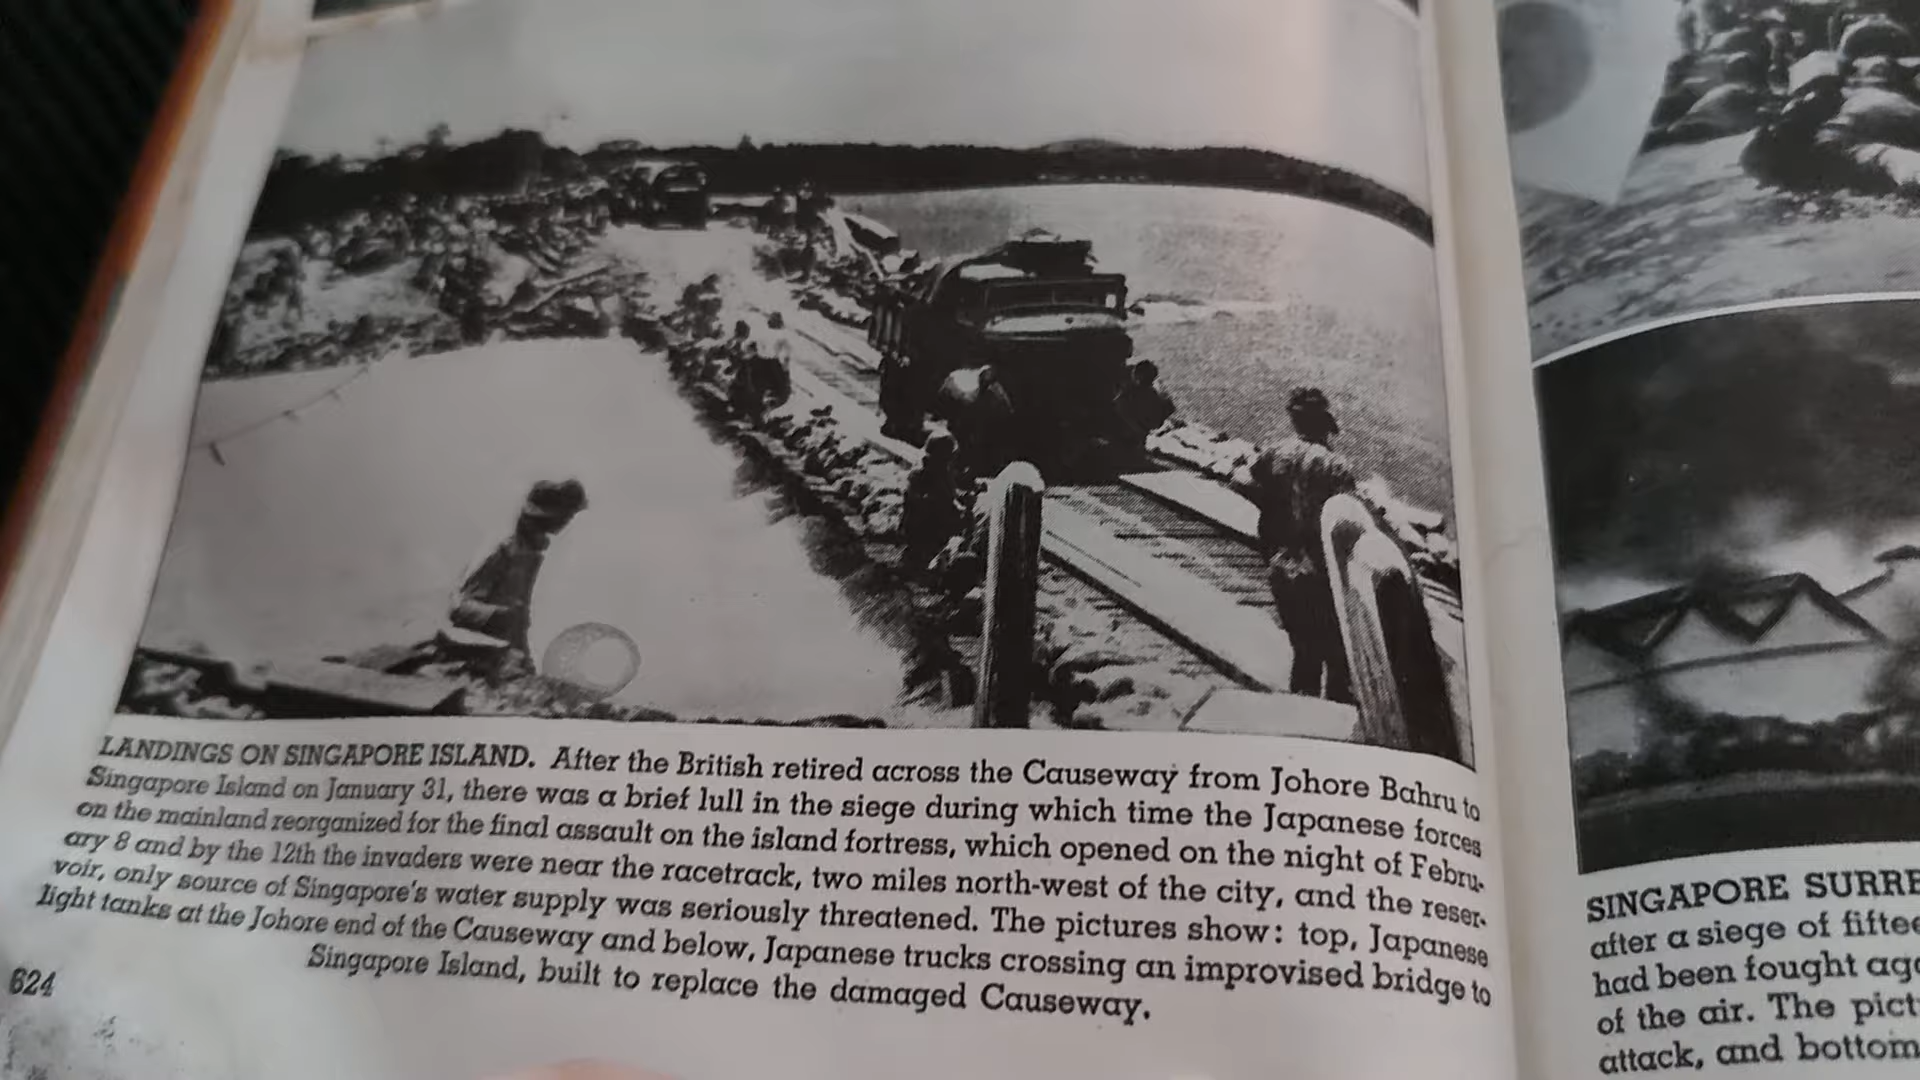 LANDINGS ON SINGAPORE ISLAND. After the British retired across the Causeway from Johore Bahru to
Singapore Island on January 31, there was a brief lull in the siege during which time the Japanese forces
on the mainland reorganized for the final assault on the island fortress, which opened on the night of Febru-
ary 8 and by the 12th the invaders were near the racetrack, two miles north-west of the city, and the reser-
voir, only source of Singapore's water supply was seriously threatened. The pictures show: top, Japanese
light tanks at the Johore end of the Causeway and below, Japanese trucks crossing an improvised bridge to
Singapore Island, built to replace the damaged Causeway.
624
SINGAPORE SURRE
after a siege of fiftee
had been fought aga
of the air. The pict
attack, and bottom